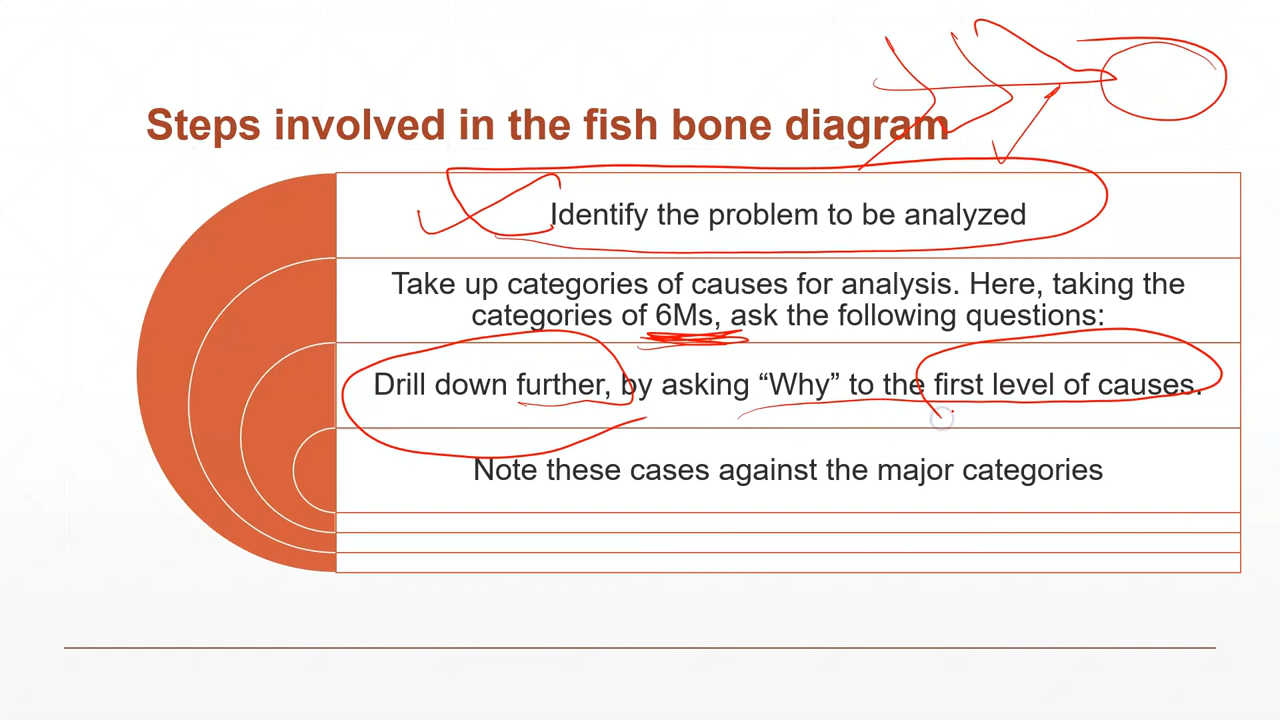 Steps involved in the fish bone diagram
Identify the problem to be analyzed
Take up categories of causes for analysis. Here, taking the
categories of 6Ms, ask the following questions:
Drill down further, by asking “Why” to the first level of causes.
Note these cases against the major categories